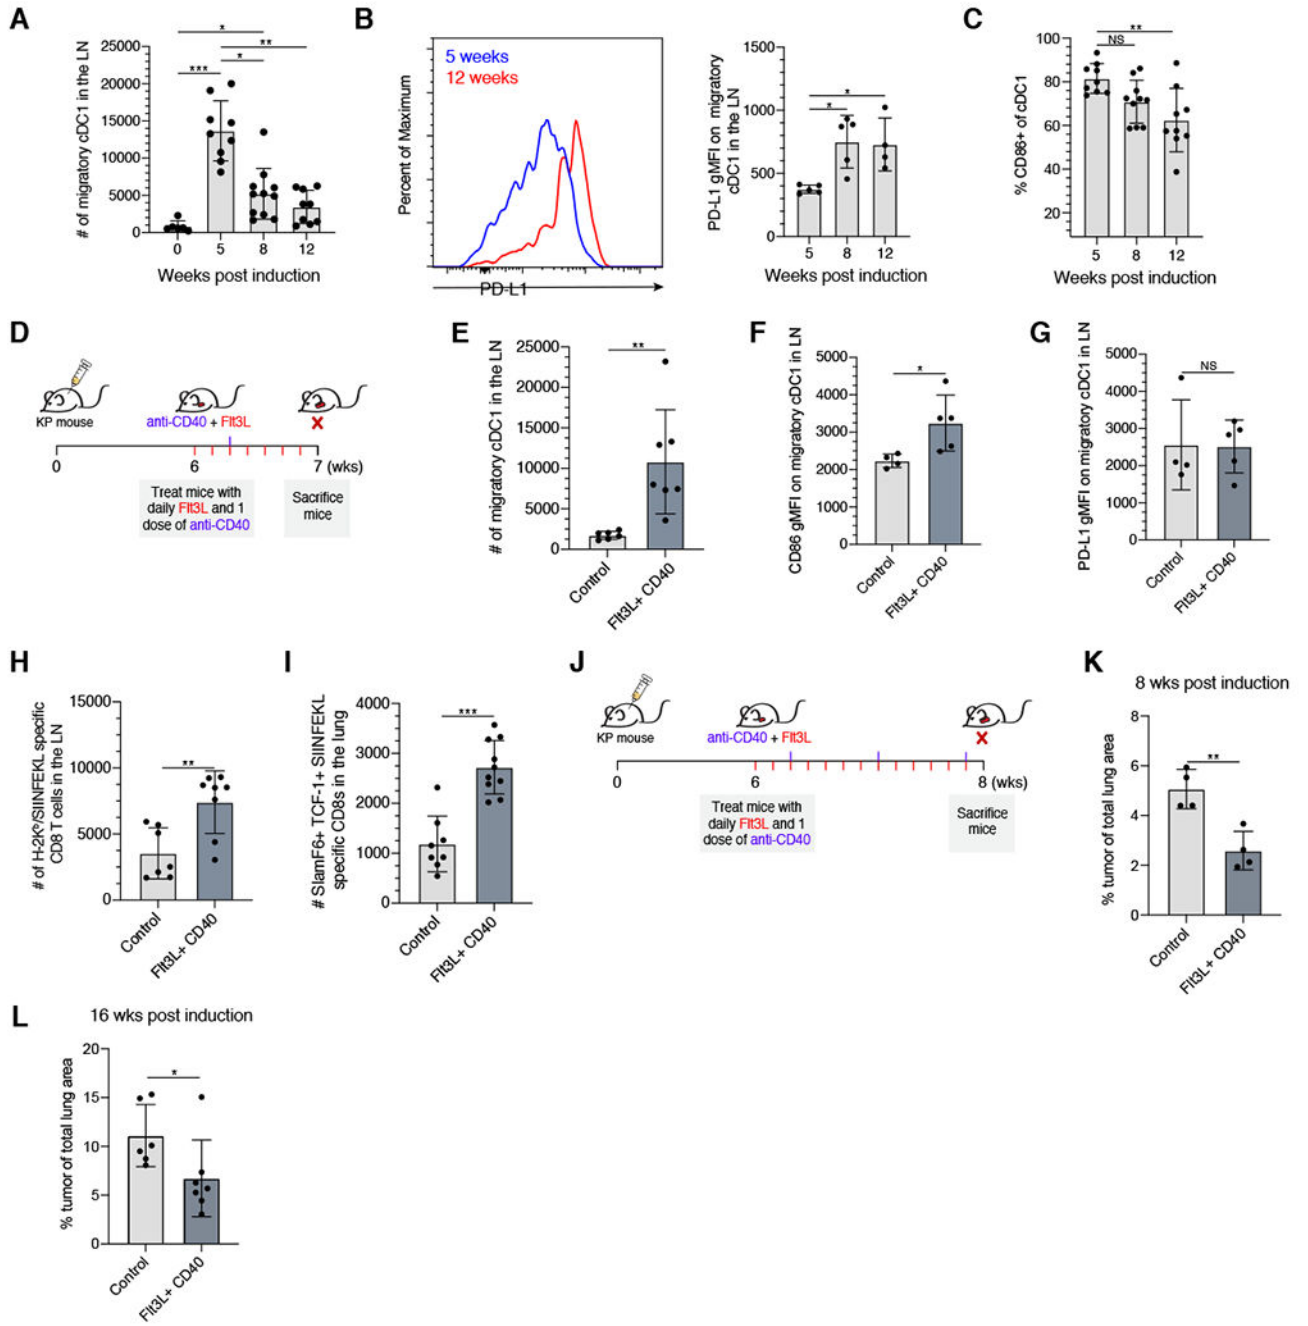 A
# of migratory cDC1 in the LN
25000
20000
15000
10000
5000
0
*
**
*
***
0 5 8 12
Weeks post induction
B
5 weeks
12 weeks
Percent of Maximum
PD-L1
PD-L1 gMFI on migratory
cDC1 in the LN
1500
1000
500
0
*
*
5 8 12
Weeks post induction
C
% CD86+ of cDC1
100
80
60
40
20
**
NS
5 8 12
Weeks post induction
D
KP mouse
anti-CD40 + Flt3L
0 6 7 (wks)
Treat mice with
daily Flt3L and 1
dose of anti-CD40
Sacrifice
mice
E
# of migratory cDC1 in the LN
25000
20000
15000
10000
5000
0
**
Control
Flt3L+ CD40
F
CD86 gMFI on migratory cDC1 in LN
5000
4000
3000
2000
1000
0
*
Control
Flt3L+ CD40
G
PD-L1 gMFI on migratory cDC1 in LN
5000
4000
3000
2000
1000
0
NS
Control
Flt3L+ CD40
H
# of H-2Kᵇ/SIINFEKL specific
CD8 T cells in the LN
15000
10000
5000
0
**
Control
Flt3L+ CD40
I
# SlamF6+ TCF-1+ SIINFEKL
specific CD8s in the lung
4000
3000
2000
1000
0
***
Control
Flt3L+ CD40
J
KP mouse
anti-CD40 + Flt3L
0 6 8 (wks)
Treat mice with
daily Flt3L and 1
dose of anti-CD40
Sacrifice
mice
K
8 wks post induction
% tumor of total lung area
8
6
4
2
0
**
Control
Flt3L+ CD40
L
16 wks post induction
% tumor of total lung area
20
15
10
5
0
*
Control
Flt3L+ CD40